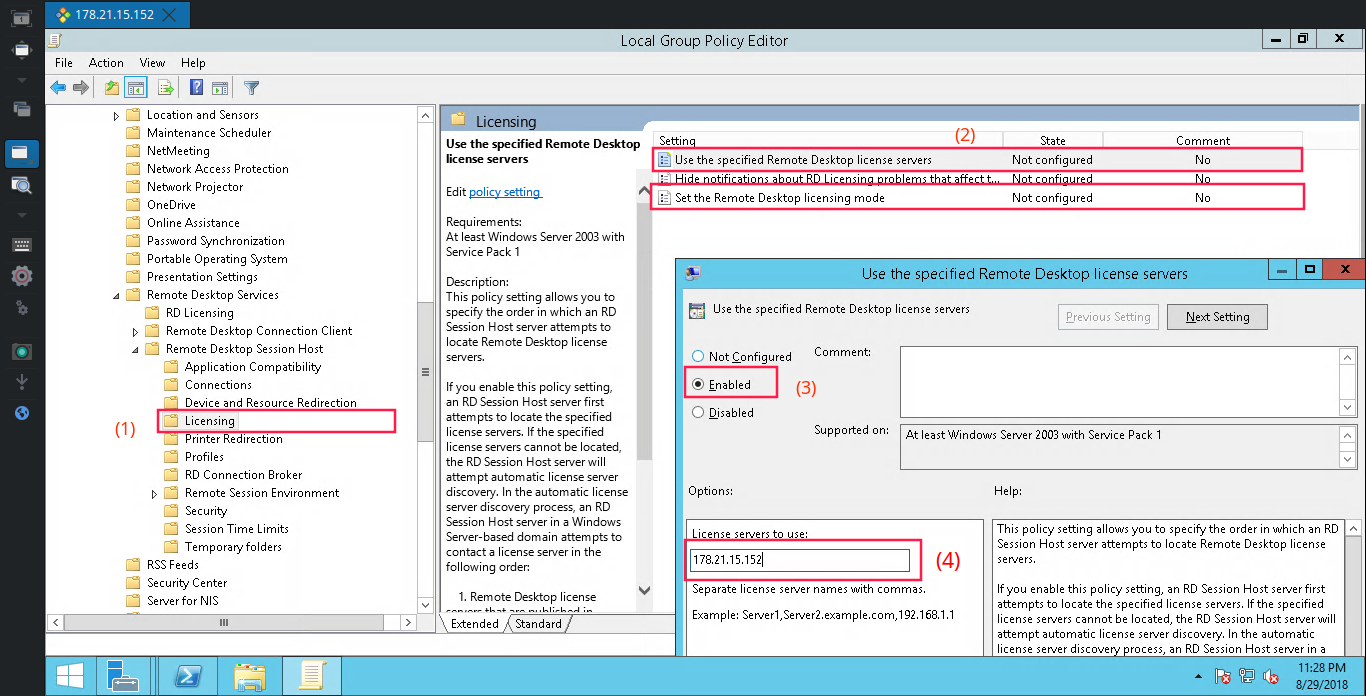 178.21.15.152
Local Group Policy Editor
File Action View Help
Location and Sensors
Maintenance Scheduler
NetMeeting
Network Access Protection
Network Projector
OneDrive
Online Assistance
Password Synchronization
Portable Operating System
Presentation Settings
Remote Desktop Services
RD Licensing
Remote Desktop Connection Client
Remote Desktop Session Host
Application Compatibility
Connections
Device and Resource Redirection
(1)
Licensing
Printer Redirection
Profiles
RD Connection Broker
Remote Session Environment
Security
Session Time Limits
Temporary folders
RSS Feeds
Security Center
Server for NIS
Licensing
Use the specified Remote Desktop
license servers
Edit policy setting
Requirements:
At least Windows Server 2003 with
Service Pack 1
Description:
This policy setting allows you to
specify the order in which an RD
Session Host server attempts to
locate Remote Desktop license
servers.
If you enable this policy setting,
an RD Session Host server first
attempts to locate the specified
license servers. If the specified
license servers cannot be located,
the RD Session Host server will
attempt automatic license server
discovery. In the automatic license
server discovery process, an RD
Session Host server in a Windows
Server-based domain attempts to
contact a license server in the
following order:
1. Remote Desktop license
servers that are published in
Extended Standard
(2)
Setting State Comment
Use the specified Remote Desktop license servers Not configured No
Hide notifications about RD Licensing problems that affect t... Not configured No
Set the Remote Desktop licensing mode Not configured No
Use the specified Remote Desktop license servers
Use the specified Remote Desktop license servers
Previous Setting Next Setting
Not Configured Comment:
Enabled
(3)
Disabled
Supported on: At least Windows Server 2003 with Service Pack 1
Options: Help:
License servers to use:
178.21.15.152
(4)
Separate license server names with commas.
Example: Server1,Server2.example.com,192.168.1.1
This policy setting allows you to specify the order in which an RD
Session Host server attempts to locate Remote Desktop license
servers.
If you enable this policy setting, an RD Session Host server first
attempts to locate the specified license servers. If the specified
license servers cannot be located, the RD Session Host server will
attempt automatic license server discovery. In the automatic
license server discovery process, an RD Session Host server in a
11:28 PM
8/29/2018